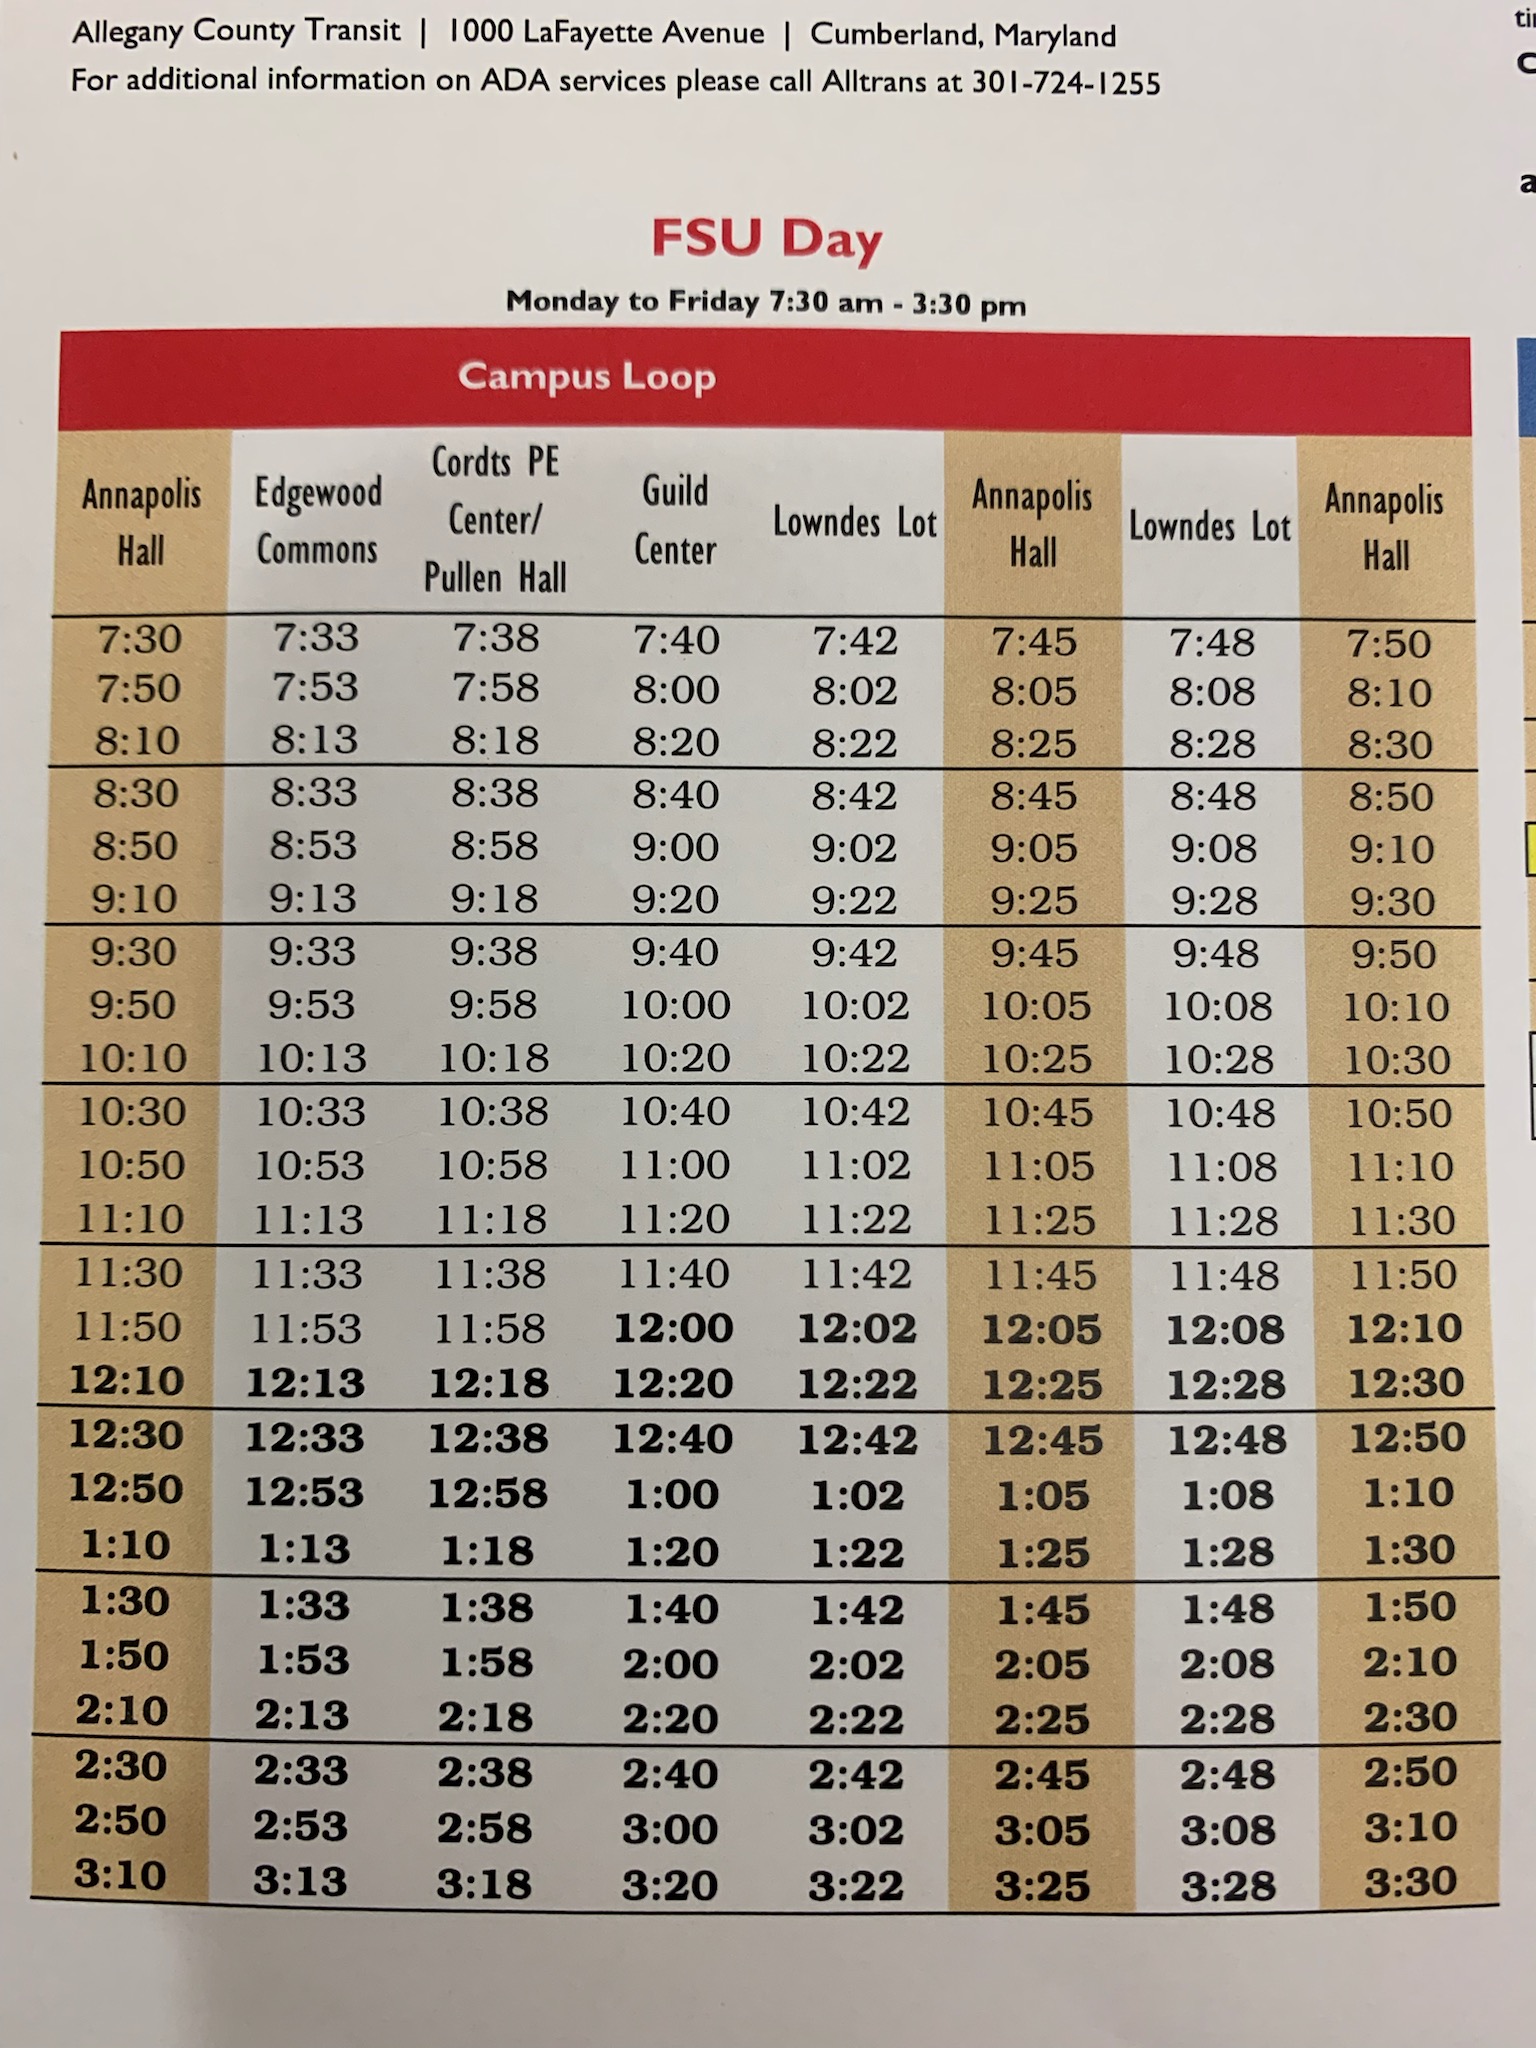 Allegany County Transit | 1000 LaFayette Avenue | Cumberland, Maryland
For additional information on ADA services please call Alltrans at 301-724-1255
FSU Day
Monday to Friday 7:30 am - 3:30 pm
Campus Loop
Annapolis Hall Edgewood Commons Cordts PE Center/ Pullen Hall Guild Center Lowndes Lot Annapolis Hall Lowndes Lot Annapolis Hall
7:30 7:33 7:38 7:40 7:42 7:45 7:48 7:50
7:50 7:53 7:58 8:00 8:02 8:05 8:08 8:10
8:10 8:13 8:18 8:20 8:22 8:25 8:28 8:30
8:30 8:33 8:38 8:40 8:42 8:45 8:48 8:50
8:50 8:53 8:58 9:00 9:02 9:05 9:08 9:10
9:10 9:13 9:18 9:20 9:22 9:25 9:28 9:30
9:30 9:33 9:38 9:40 9:42 9:45 9:48 9:50
9:50 9:53 9:58 10:00 10:02 10:05 10:08 10:10
10:10 10:13 10:18 10:20 10:22 10:25 10:28 10:30
10:30 10:33 10:38 10:40 10:42 10:45 10:48 10:50
10:50 10:53 10:58 11:00 11:02 11:05 11:08 11:10
11:10 11:13 11:18 11:20 11:22 11:25 11:28 11:30
11:30 11:33 11:38 11:40 11:42 11:45 11:48 11:50
11:50 11:53 11:58 12:00 12:02 12:05 12:08 12:10
12:10 12:13 12:18 12:20 12:22 12:25 12:28 12:30
12:30 12:33 12:38 12:40 12:42 12:45 12:48 12:50
12:50 12:53 12:58 1:00 1:02 1:05 1:08 1:10
1:10 1:13 1:18 1:20 1:22 1:25 1:28 1:30
1:30 1:33 1:38 1:40 1:42 1:45 1:48 1:50
1:50 1:53 1:58 2:00 2:02 2:05 2:08 2:10
2:10 2:13 2:18 2:20 2:22 2:25 2:28 2:30
2:30 2:33 2:38 2:40 2:42 2:45 2:48 2:50
2:50 2:53 2:58 3:00 3:02 3:05 3:08 3:10
3:10 3:13 3:18 3:20 3:22 3:25 3:28 3:30